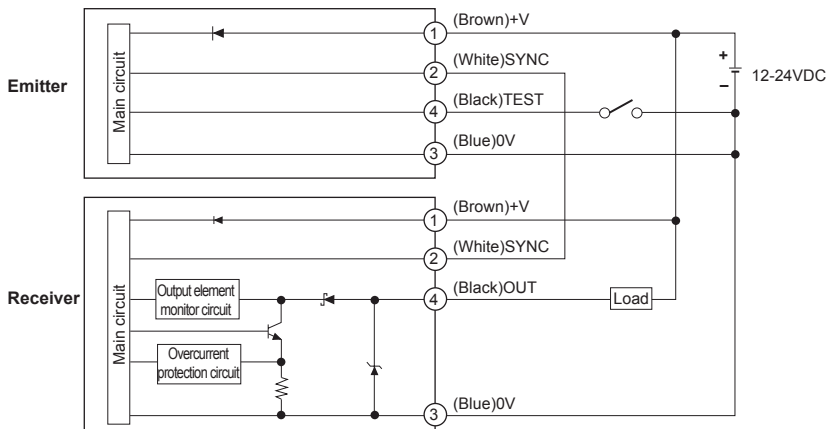 Emitter
Main circuit
1 (Brown)+V
2 (White)SYNC
4 (Black)TEST
3 (Blue)0V
+
−
12-24VDC
Receiver
Main circuit
1 (Brown)+V
2 (White)SYNC
Output element
monitor circuit
4 (Black)OUT
Load
Overcurrent
protection circuit
3 (Blue)0V